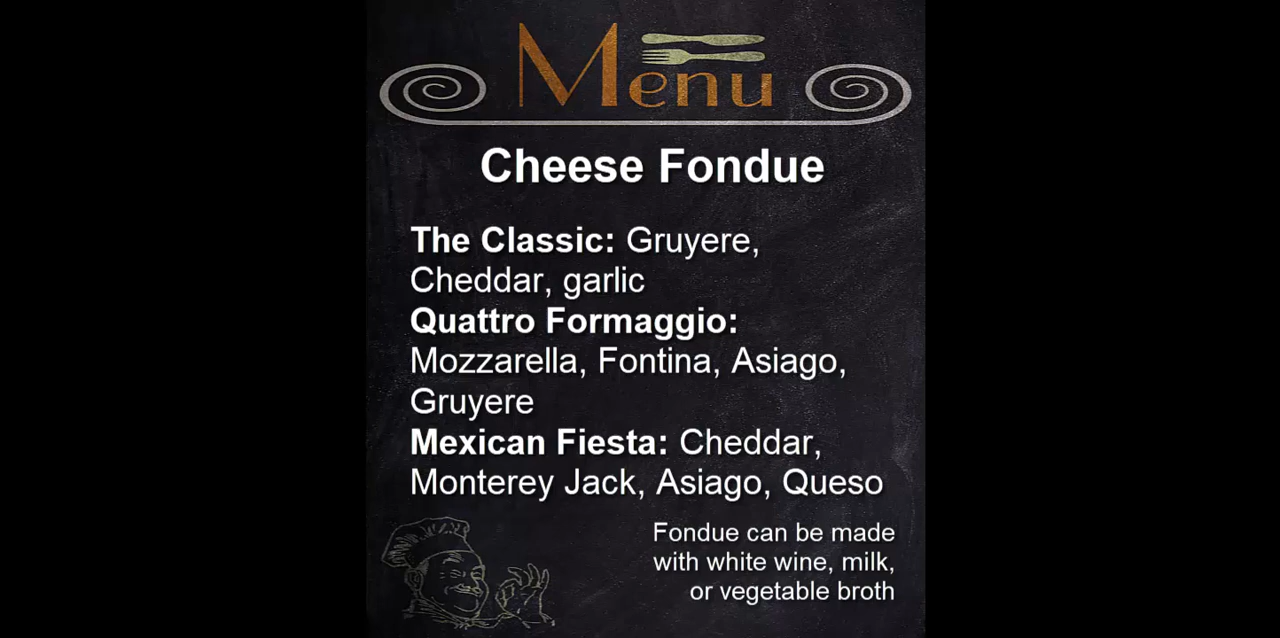 Menu
Cheese Fondue
The Classic: Gruyere,
Cheddar, garlic
Quattro Formaggio:
Mozzarella, Fontina, Asiago,
Gruyere
Mexican Fiesta: Cheddar,
Monterey Jack, Asiago, Queso
Fondue can be made
with white wine, milk,
or vegetable broth